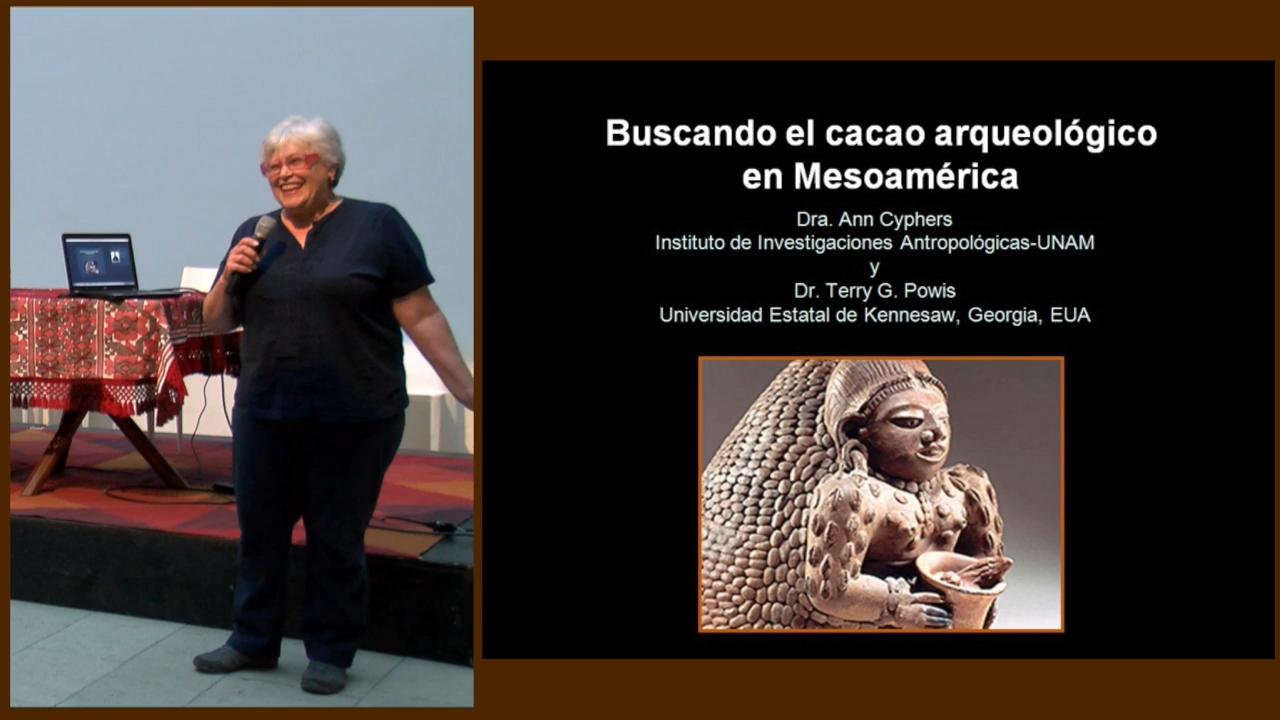 Buscando el cacao arqueológico
en Mesoamérica
Dra. Ann Cyphers
Instituto de Investigaciones Antropológicas-UNAM
y
Dr. Terry G. Powis
Universidad Estatal de Kennesaw, Georgia, EUA